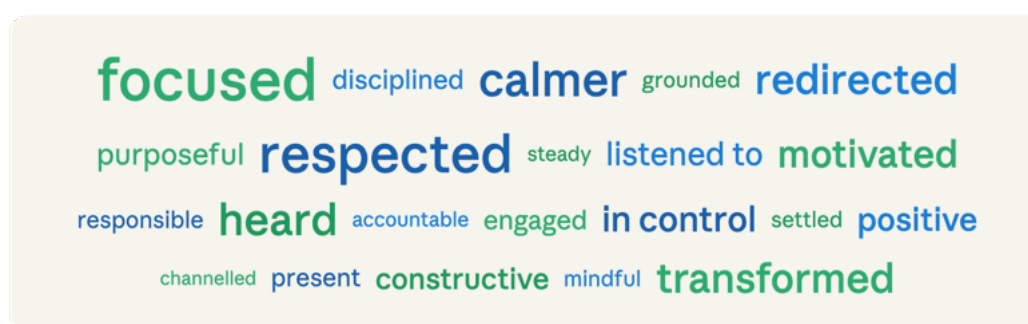 focused disciplined calmer grounded redirected
purposeful respected steady listened to motivated
responsible heard accountable engaged in control settled positive
channelled present constructive mindful transformed